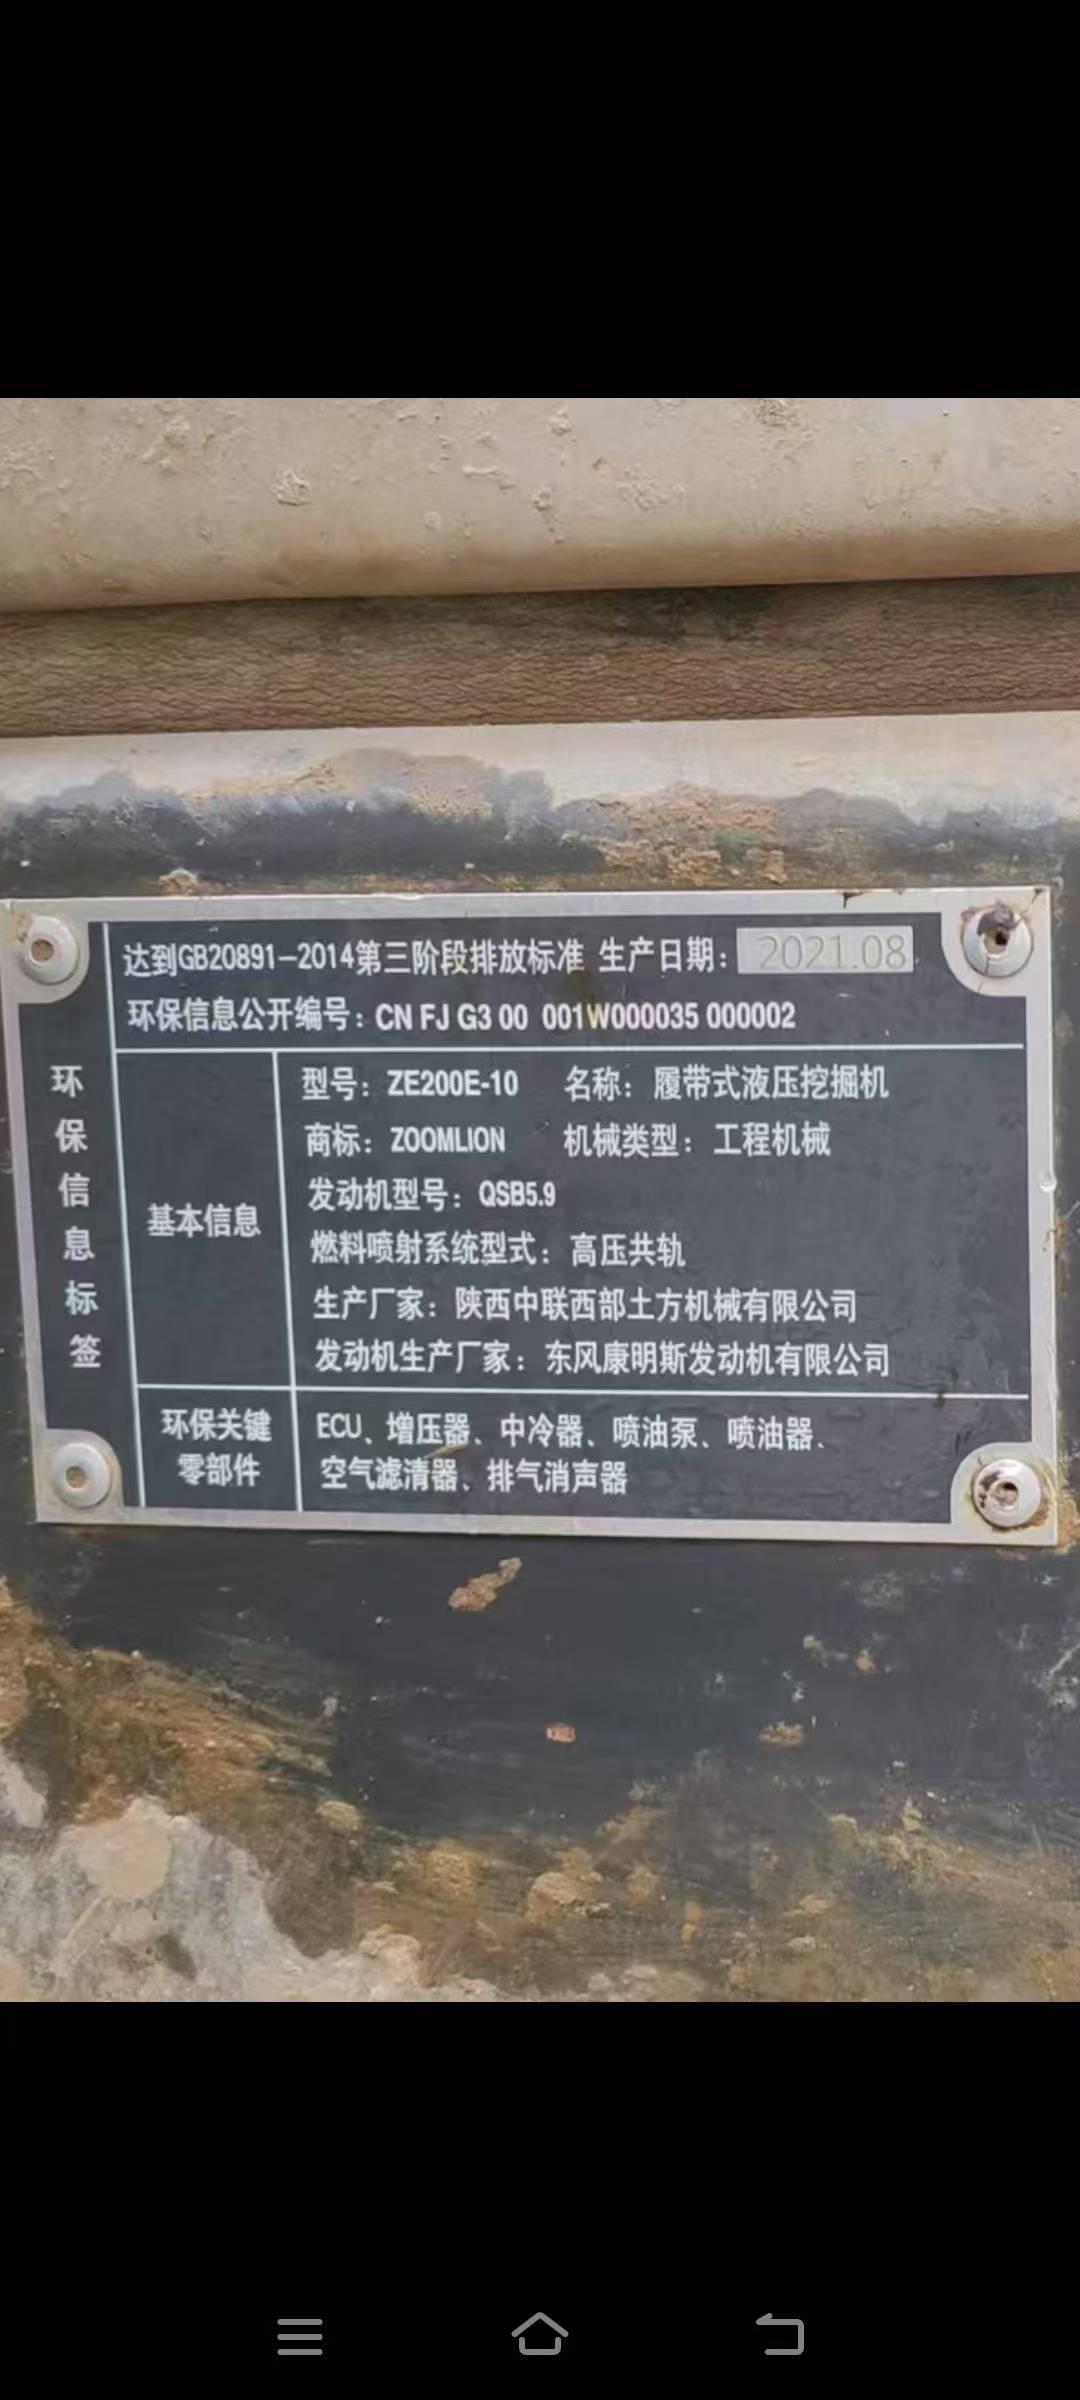 达到GB20891-2014第三阶段排放标准 生产日期：2021.08
环保信息公开编号：CN FJ G3 00 001W000035 000002
环保信息标签
基本信息
型号：ZE200E-10 名称：履带式液压挖掘机
商标：ZOOMLION 机械类型：工程机械
发动机型号：QSB5.9
燃料喷射系统型式：高压共轨
生产厂家：陕西中联西部土方机械有限公司
发动机生产厂家：东风康明斯发动机有限公司
环保关键
零部件
ECU、增压器、中冷器、喷油泵、喷油器、
空气滤清器、排气消声器